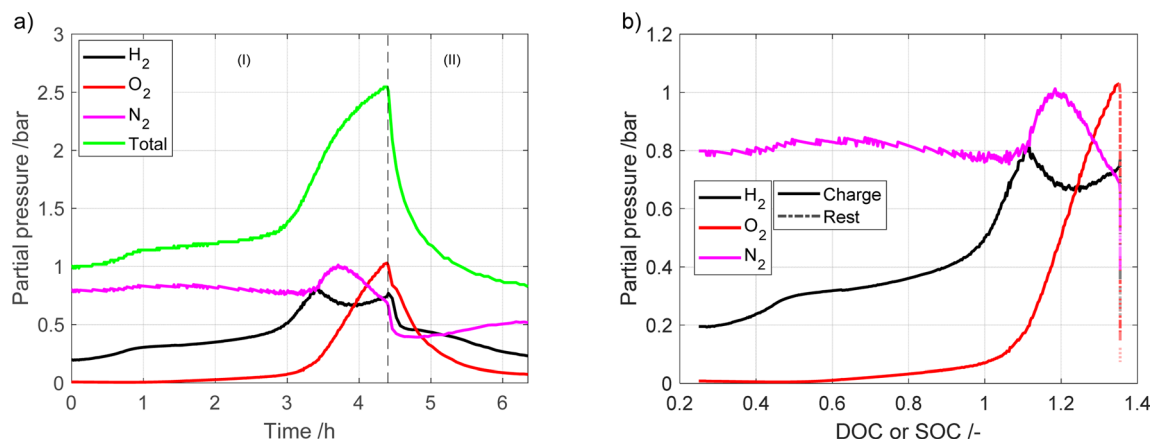 a)
3
2.5
2
1.5
1
0.5
0
Partial pressure /bar
H₂
O₂
N₂
Total
(I)
(II)
0 1 2 3 4 5 6
Time /h
b)
1.2
1
0.8
0.6
0.4
0.2
0
Partial pressure /bar
H₂
O₂
N₂
Charge
Rest
0.2 0.4 0.6 0.8 1 1.2 1.4
DOC or SOC /-